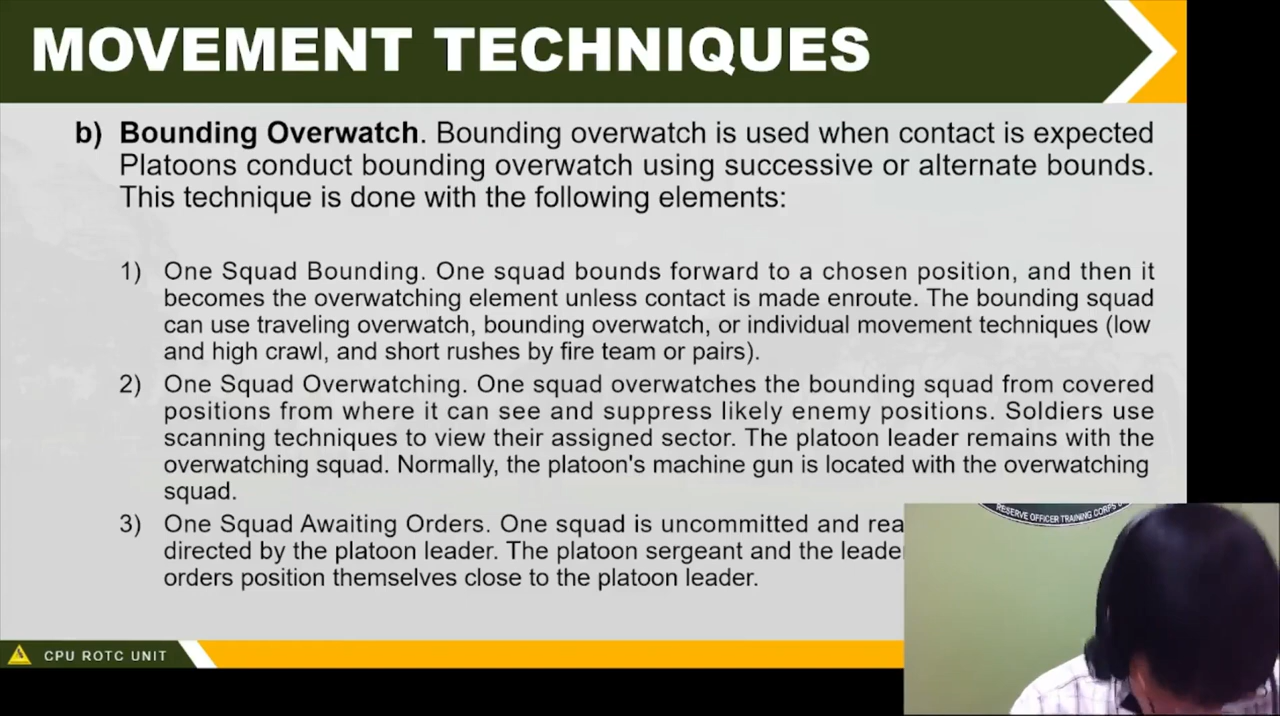 MOVEMENT TECHNIQUES
b) Bounding Overwatch. Bounding overwatch is used when contact is expected
Platoons conduct bounding overwatch using successive or alternate bounds.
This technique is done with the following elements:
1) One Squad Bounding. One squad bounds forward to a chosen position, and then it
becomes the overwatching element unless contact is made enroute. The bounding squad
can use traveling overwatch, bounding overwatch, or individual movement techniques (low
and high crawl, and short rushes by fire team or pairs).
2) One Squad Overwatching. One squad overwatches the bounding squad from covered
positions from where it can see and suppress likely enemy positions. Soldiers use
scanning techniques to view their assigned sector. The platoon leader remains with the
overwatching squad. Normally, the platoon's machine gun is located with the overwatching
squad.
3) One Squad Awaiting Orders. One squad is uncommitted and
directed by the platoon leader. The platoon sergeant and the
orders position themselves close to the platoon leader.
RESERVE OFFICER TRAINING CORPS
CPU ROTC UNIT